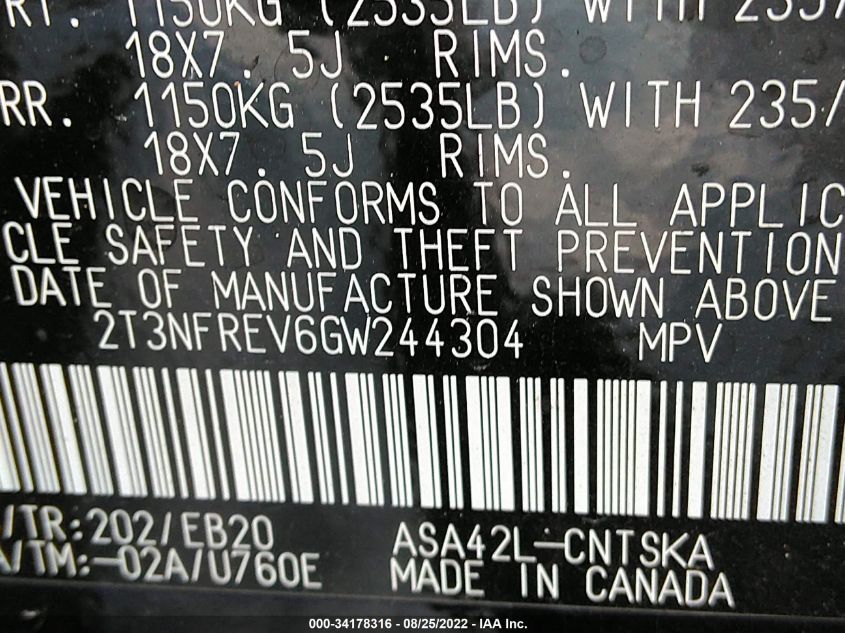 RT. 1150KG (2535LB) WITH 235/
18X7.5J RIMS.
RR. 1150KG (2535LB) WITH 235/
18X7.5J RIMS.
VEHICLE CONFORMS TO ALL APPLIC
CLE SAFETY AND THEFT PREVENTION
DATE OF MANUFACTURE SHOWN ABOVE
2T3NFREV6GW244304 MPV
/TR:202/EB20 ASA42L-CNTSKA
A/TM:-02A/U760E MADE IN CANADA
000-34178316 - 08/25/2022 - IAA Inc.